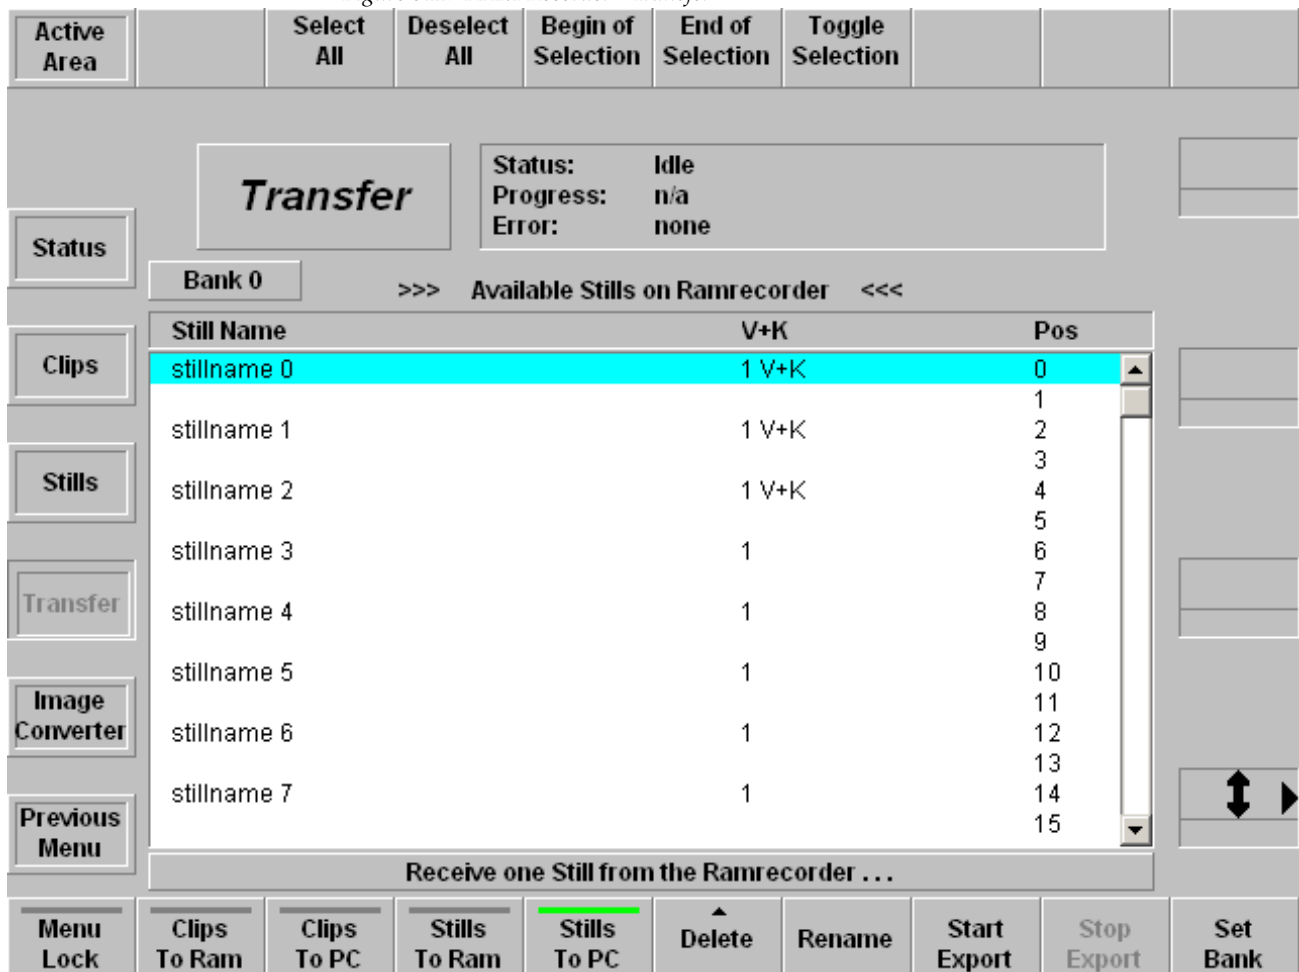 Active Area
Select All
Deselect All
Begin of Selection
End of Selection
Toggle Selection
Transfer
Status: Idle
Progress: n/a
Error: none
Status
Clips
Stills
Transfer
Image Converter
Previous Menu
Bank 0
>>> Available Stills on Ramrecorder <<<
Still Name V+K Pos
stillname 0 1 V+K 0
1
stillname 1 1 V+K 2
3
stillname 2 1 V+K 4
5
stillname 3 1 6
7
stillname 4 1 8
9
stillname 5 1 10
11
stillname 6 1 12
13
stillname 7 1 14
15
Receive one Still from the Ramrecorder ...
Menu Lock
Clips To Ram
Clips To PC
Stills To Ram
Stills To PC
Delete
Rename
Start Export
Stop Export
Set Bank